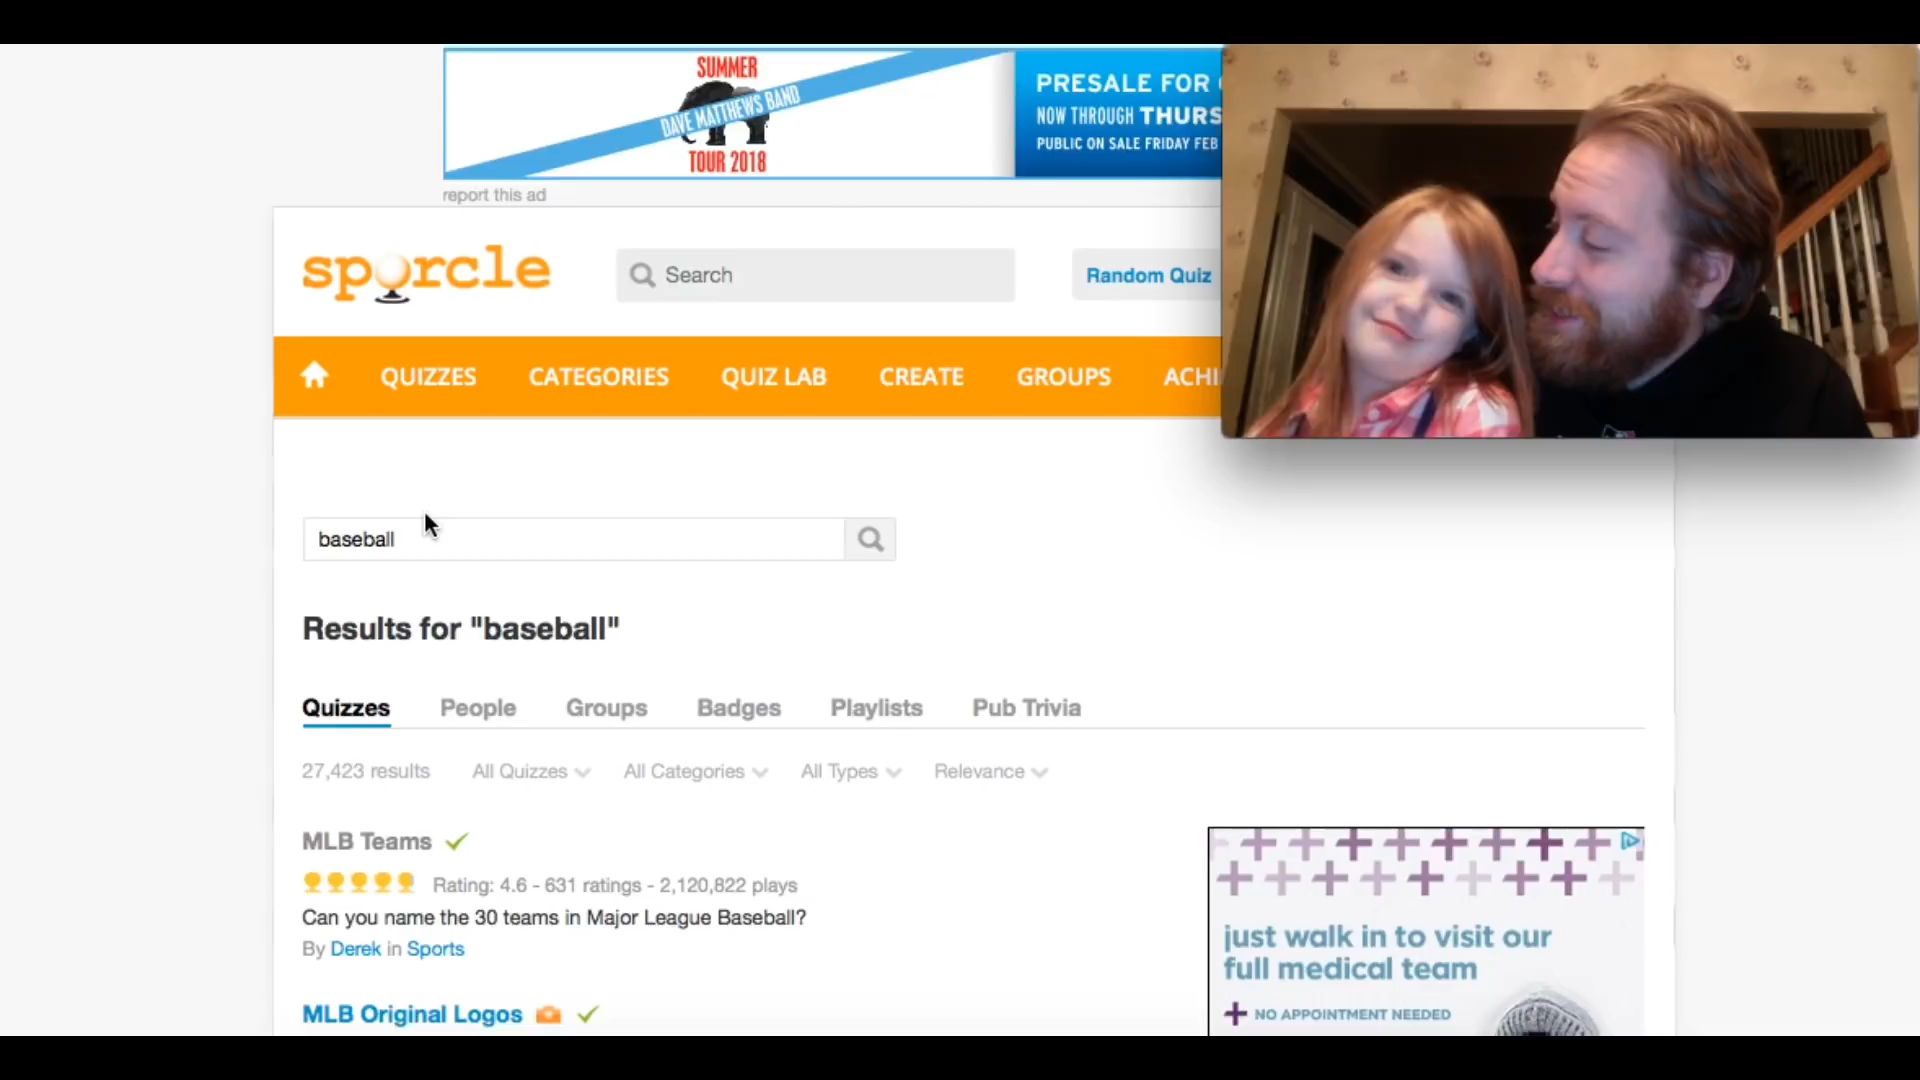 SUMMER
DAVE MATTHEWS BAND
TOUR 2018
PRESALE FOR
NOW THROUGH THURS
PUBLIC ON SALE FRIDAY FEB
report this ad
sporcle
Search
Random Quiz
QUIZZES CATEGORIES QUIZ LAB CREATE GROUPS ACHI
baseball
Results for "baseball"
Quizzes People Groups Badges Playlists Pub Trivia
27,423 results All Quizzes All Categories All Types Relevance
MLB Teams
Rating: 4.6 - 631 ratings - 2,120,822 plays
Can you name the 30 teams in Major League Baseball?
By Derek in Sports
MLB Original Logos
just walk in to visit our
full medical team
NO APPOINTMENT NEEDED